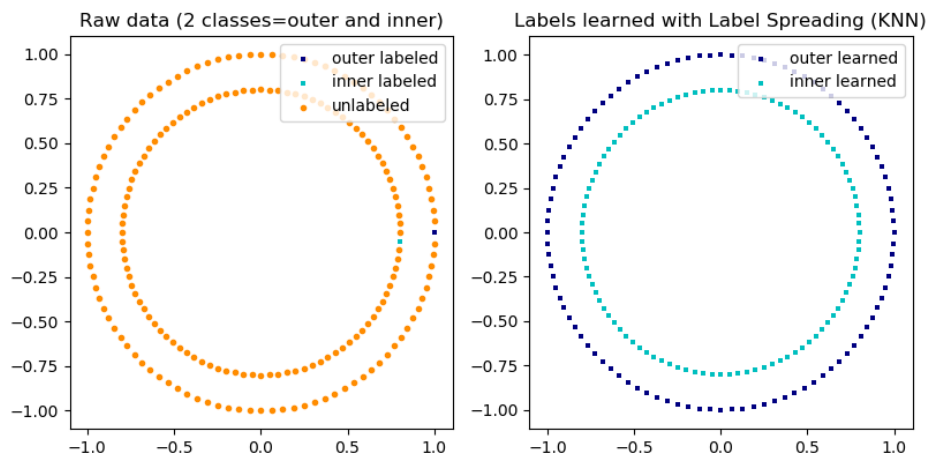 Raw data (2 classes=outer and inner)
outer labeled
inner labeled
unlabeled
1.00
0.75
0.50
0.25
0.00
−0.25
−0.50
−0.75
−1.00
−1.0 −0.5 0.0 0.5 1.0
Labels learned with Label Spreading (KNN)
outer learned
inner learned
1.00
0.75
0.50
0.25
0.00
−0.25
−0.50
−0.75
−1.00
−1.0 −0.5 0.0 0.5 1.0